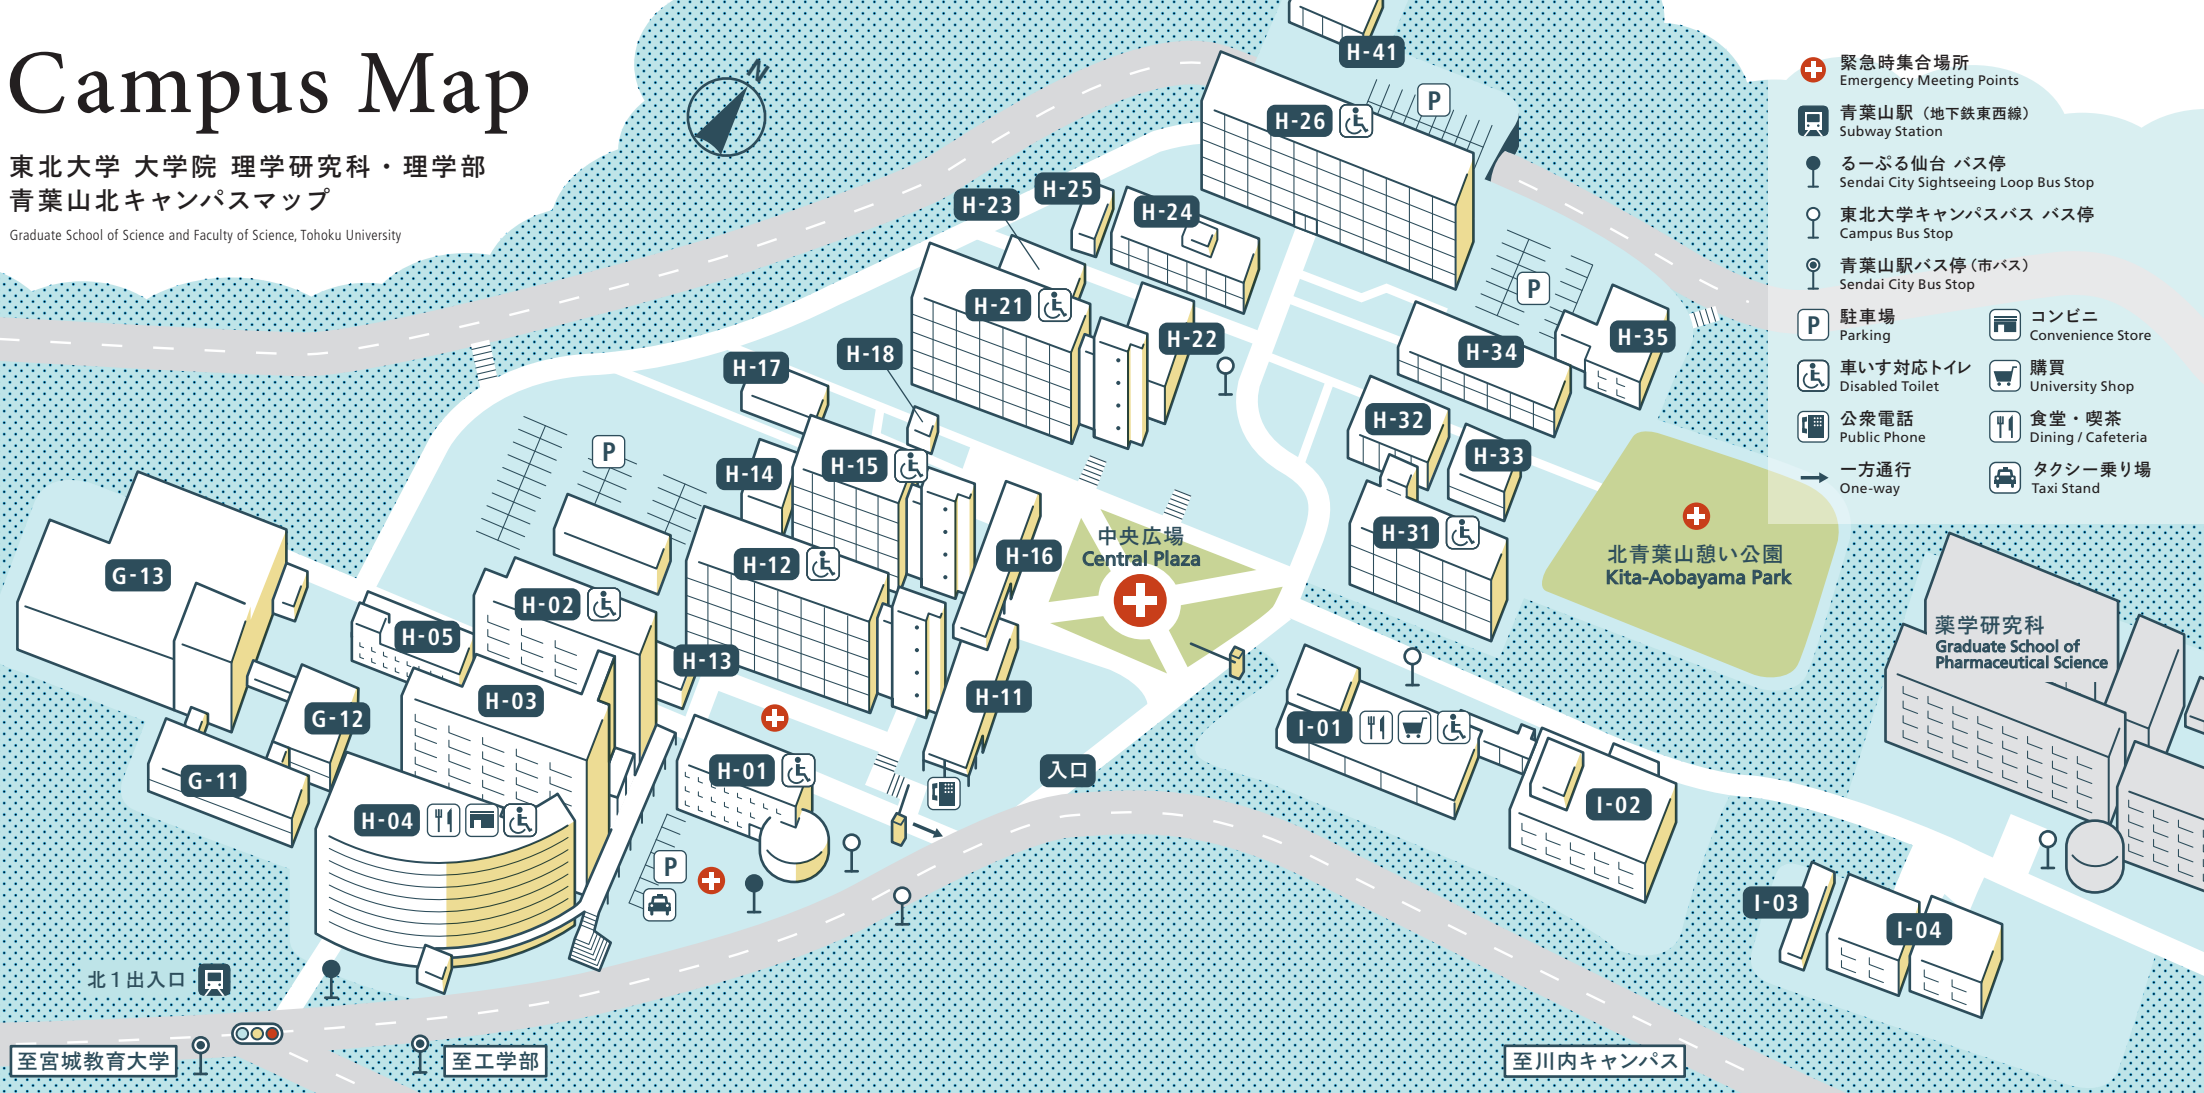 Campus Map
東北大学 大学院 理学研究科・理学部
青葉山北キャンパスマップ
Graduate School of Science and Faculty of Science, Tohoku University
N
緊急時集合場所
Emergency Meeting Points
青葉山駅（地下鉄東西線）
Subway Station
るーぷる仙台 バス停
Sendai City Sightseeing Loop Bus Stop
東北大学キャンパスバス バス停
Campus Bus Stop
青葉山駅バス停（市バス）
Sendai City Bus Stop
P
駐車場
Parking
コンビニ
Convenience Store
車いす対応トイレ
Disabled Toilet
購買
University Shop
公衆電話
Public Phone
食堂・喫茶
Dining / Cafeteria
一方通行
One-way
タクシー乗り場
Taxi Stand
H-41
P
H-26
H-25
H-23
H-24
H-21
H-22
P
H-35
H-34
H-18
H-17
H-32
H-33
P
H-14
H-15
H-31
H-16
中央広場
Central Plaza
北青葉山憩い公園
Kita-Aobayama Park
H-12
G-13
H-02
H-05
H-13
薬学研究科
Graduate School of
Pharmaceutical Science
H-03
H-11
G-12
G-11
H-01
入口
I-01
I-02
H-04
P
I-03
I-04
北1出入口
至宮城教育大学
至工学部
至川内キャンパス